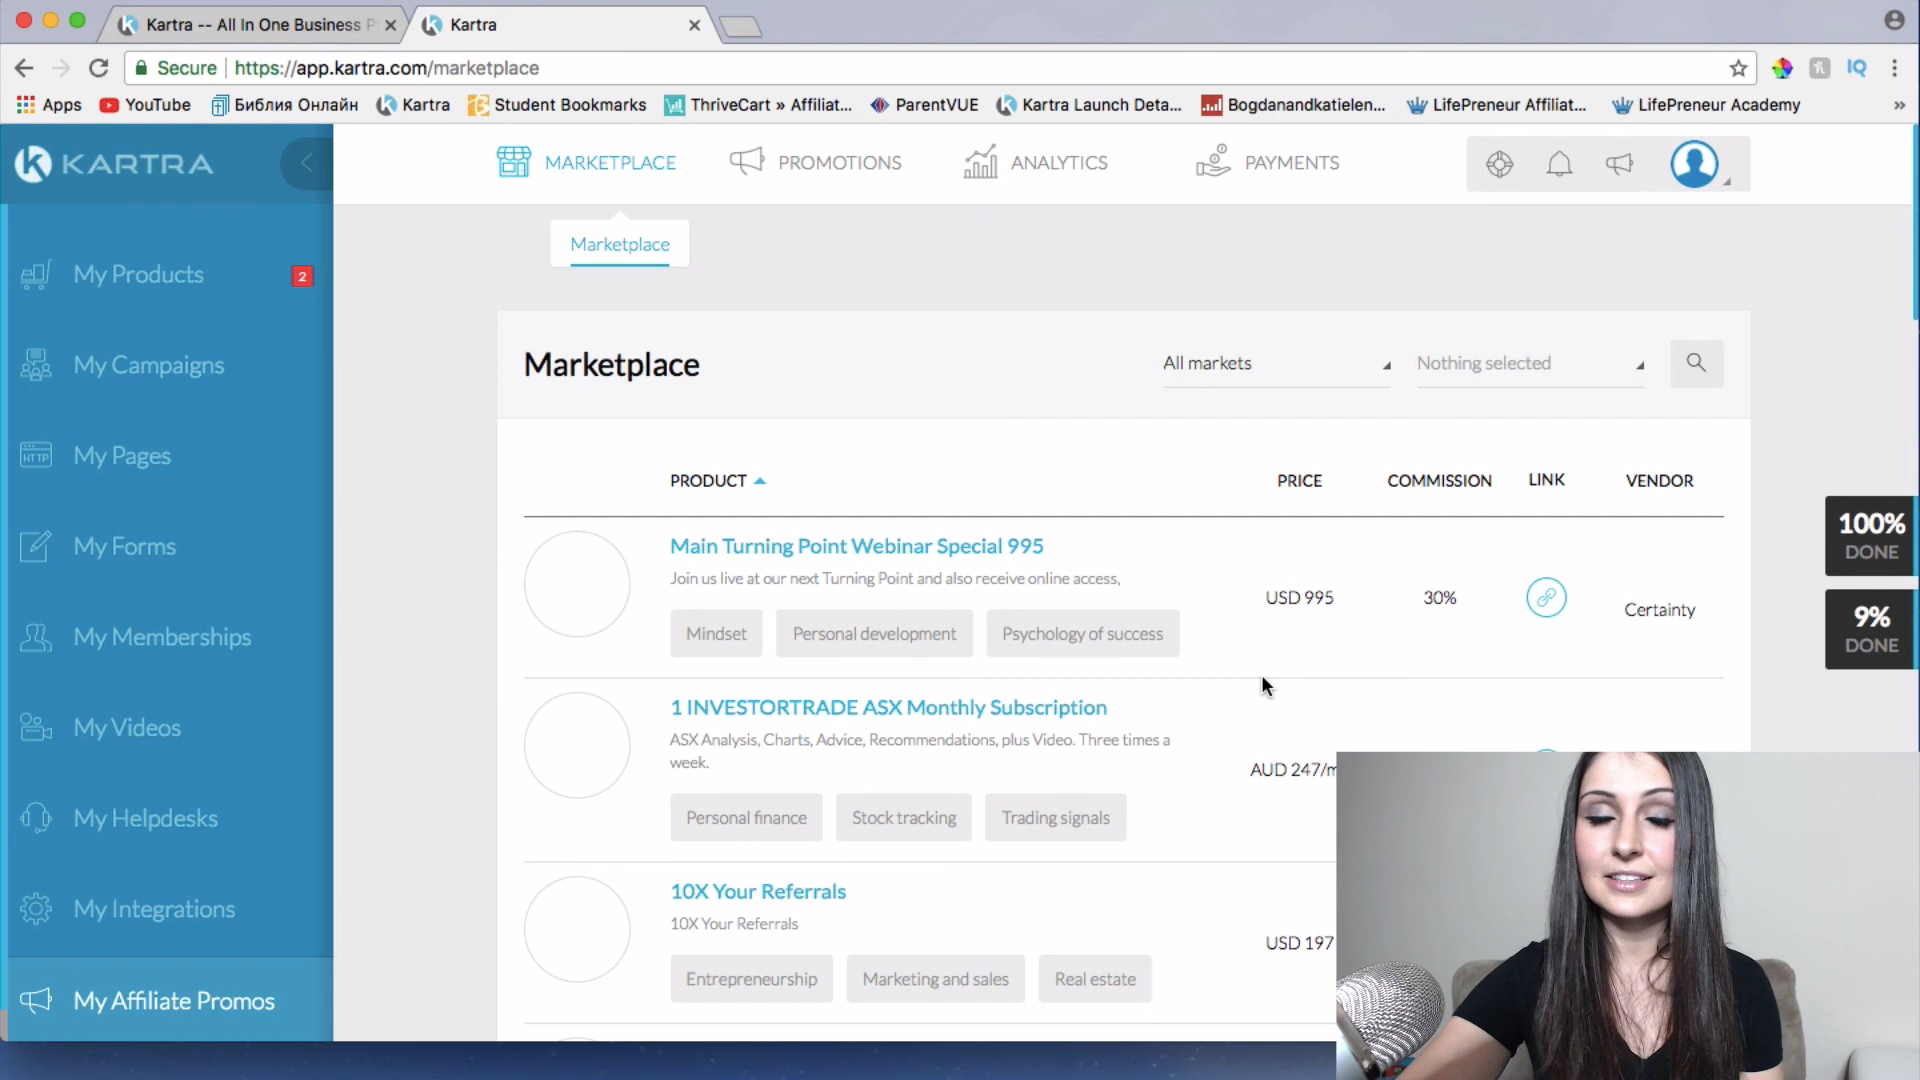 Kartra -- All In One Business P
Kartra
Secure https://app.kartra.com/marketplace
IQ
Apps YouTube Библия Онлайн Kartra Student Bookmarks ThriveCart » Affiliat... ParentVUE Kartra Launch Deta... Bogdanandkatielen... LifePreneur Affiliat... LifePreneur Academy »
KARTRA
MARKETPLACE PROMOTIONS ANALYTICS PAYMENTS
Marketplace
My Products 2
My Campaigns
HTTP My Pages
My Forms
My Memberships
My Videos
My Helpdesks
My Integrations
My Affiliate Promos
Marketplace All markets Nothing selected
PRODUCT PRICE COMMISSION LINK VENDOR
Main Turning Point Webinar Special 995
Join us live at our next Turning Point and also receive online access,
Mindset Personal development Psychology of success
USD 995 30% Certainty
1 INVESTORTRADE ASX Monthly Subscription
ASX Analysis, Charts, Advice, Recommendations, plus Video. Three times a
week.
AUD 247/m
Personal finance Stock tracking Trading signals
10X Your Referrals
10X Your Referrals
USD 197
Entrepreneurship Marketing and sales Real estate
100%
DONE
9%
DONE